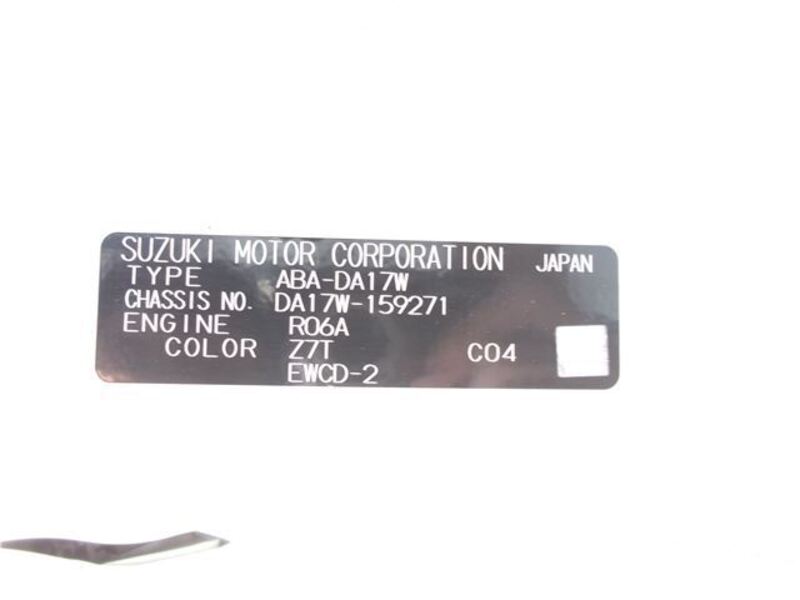 SUZUKI MOTOR CORPORATION JAPAN
TYPE ABA-DA17W
CHASSIS NO. DA17W-159271
ENGINE R06A
COLOR Z7T C04
EWCD-2